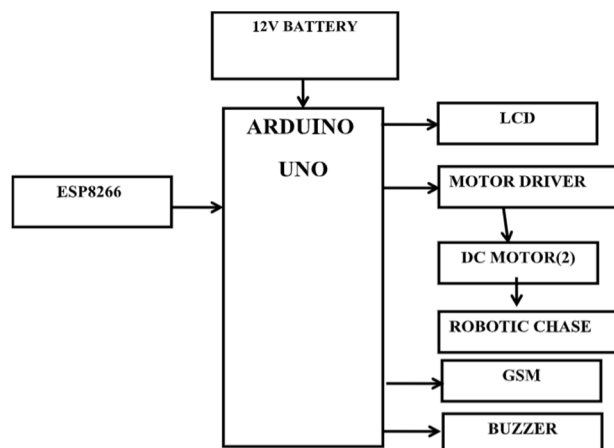 12V BATTERY
ARDUINO
UNO
LCD
MOTOR DRIVER
ESP8266
DC MOTOR(2)
ROBOTIC CHASE
GSM
BUZZER